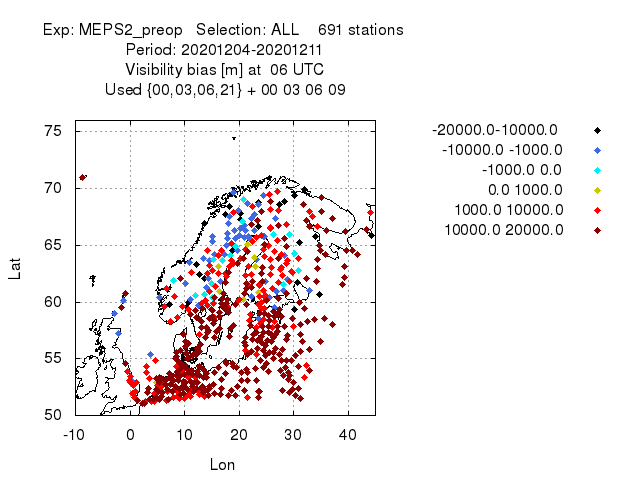 Exp: MEPS2_preop Selection: ALL 691 stations
Period: 20201204-20201211
Visibility bias [m] at 06 UTC
Used {00,03,06,21} + 00 03 06 09
-20000.0-10000.0
-10000.0 -1000.0
-1000.0 0.0
0.0 1000.0
1000.0 10000.0
10000.0 20000.0
75
70
65
60
55
50
Lat
-10 0 10 20 30 40
Lon